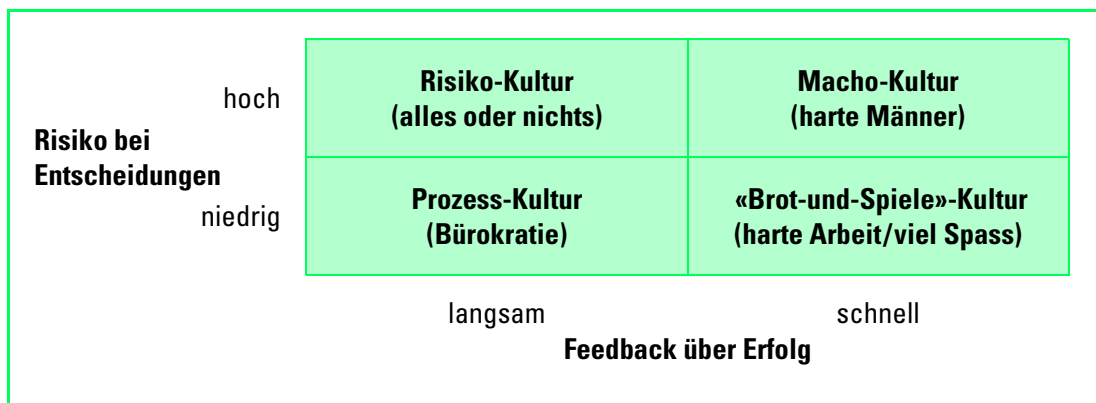 Risiko-Kultur
(alles oder nichts)
Macho-Kultur
(harte Männer)
hoch
Risiko bei
Entscheidungen
niedrig
Prozess-Kultur
(Bürokratie)
«Brot-und-Spiele»-Kultur
(harte Arbeit/viel Spass)
langsam
schnell
Feedback über Erfolg